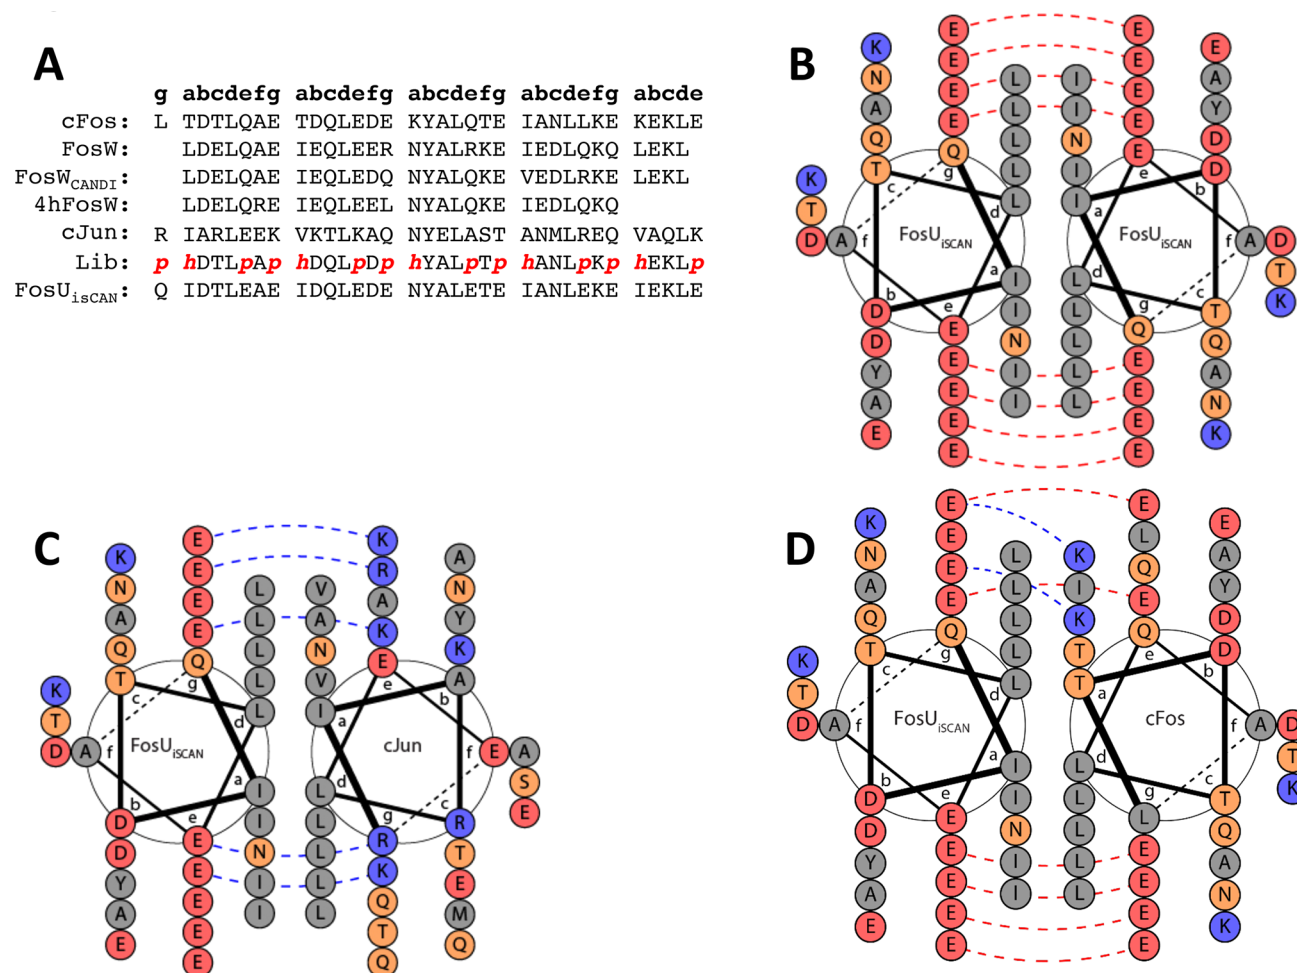 A
g abcdefg abcdefg abcdefg abcdefg abcde
cFos: L TDTLQAE TDQLEDE KYALQTE IANLLKE KEKLE
FosW: LDELQAE IEQLEER NYALRKE IEDLQKQ LEKL
FosWCANDI: LDELQAE IEQLEDQ NYALQKE VEDLRKE LEKL
4hFosW: LDELQRE IEQLEEL NYALQKE IEDLQKQ
cJun: R IARLEEK VKTLKAQ NYELAST ANMLREQ VAQLK
Lib: p hDTLpAp hDQLpDp hYALpTp hANLpKp hEKLp
FosUisCAN: Q IDTLEAE IDQLEDE NYALETE IANLEKE IEKLE
B
K N A Q T
c
E E E E Q
g
L L L L L
d
K T D A
f
FosUiSCAN
D D Y A E
b
E E E E E
e
I I N I I
a
I I N I I
a
E E E E E
e
E A Y D D
b
FosUiSCAN
f
A D T K
L L L L L
d
Q E E E E
g
T Q A N K
c
C
K N A Q T
c
E E E E Q
g
L L L L L
d
K T D A
f
FosUiSCAN
D D Y A E
b
E E E E E
e
I I N I I
a
V A N V I
a
K R A K E
e
A N Y K A
b
cJun
f
E A S E
L L L L L
d
R K Q T Q
g
R T E M Q
c
D
K N A Q T
c
E E E E Q
g
L L L L L
d
K T D A
f
FosUiSCAN
D D Y A E
b
E E E E E
e
I I N I I
a
K I K T T
a
E L Q E Q
e
E A Y D D
b
cFos
f
A D T K
L L L L L
d
L E E E E
g
T Q A N K
c